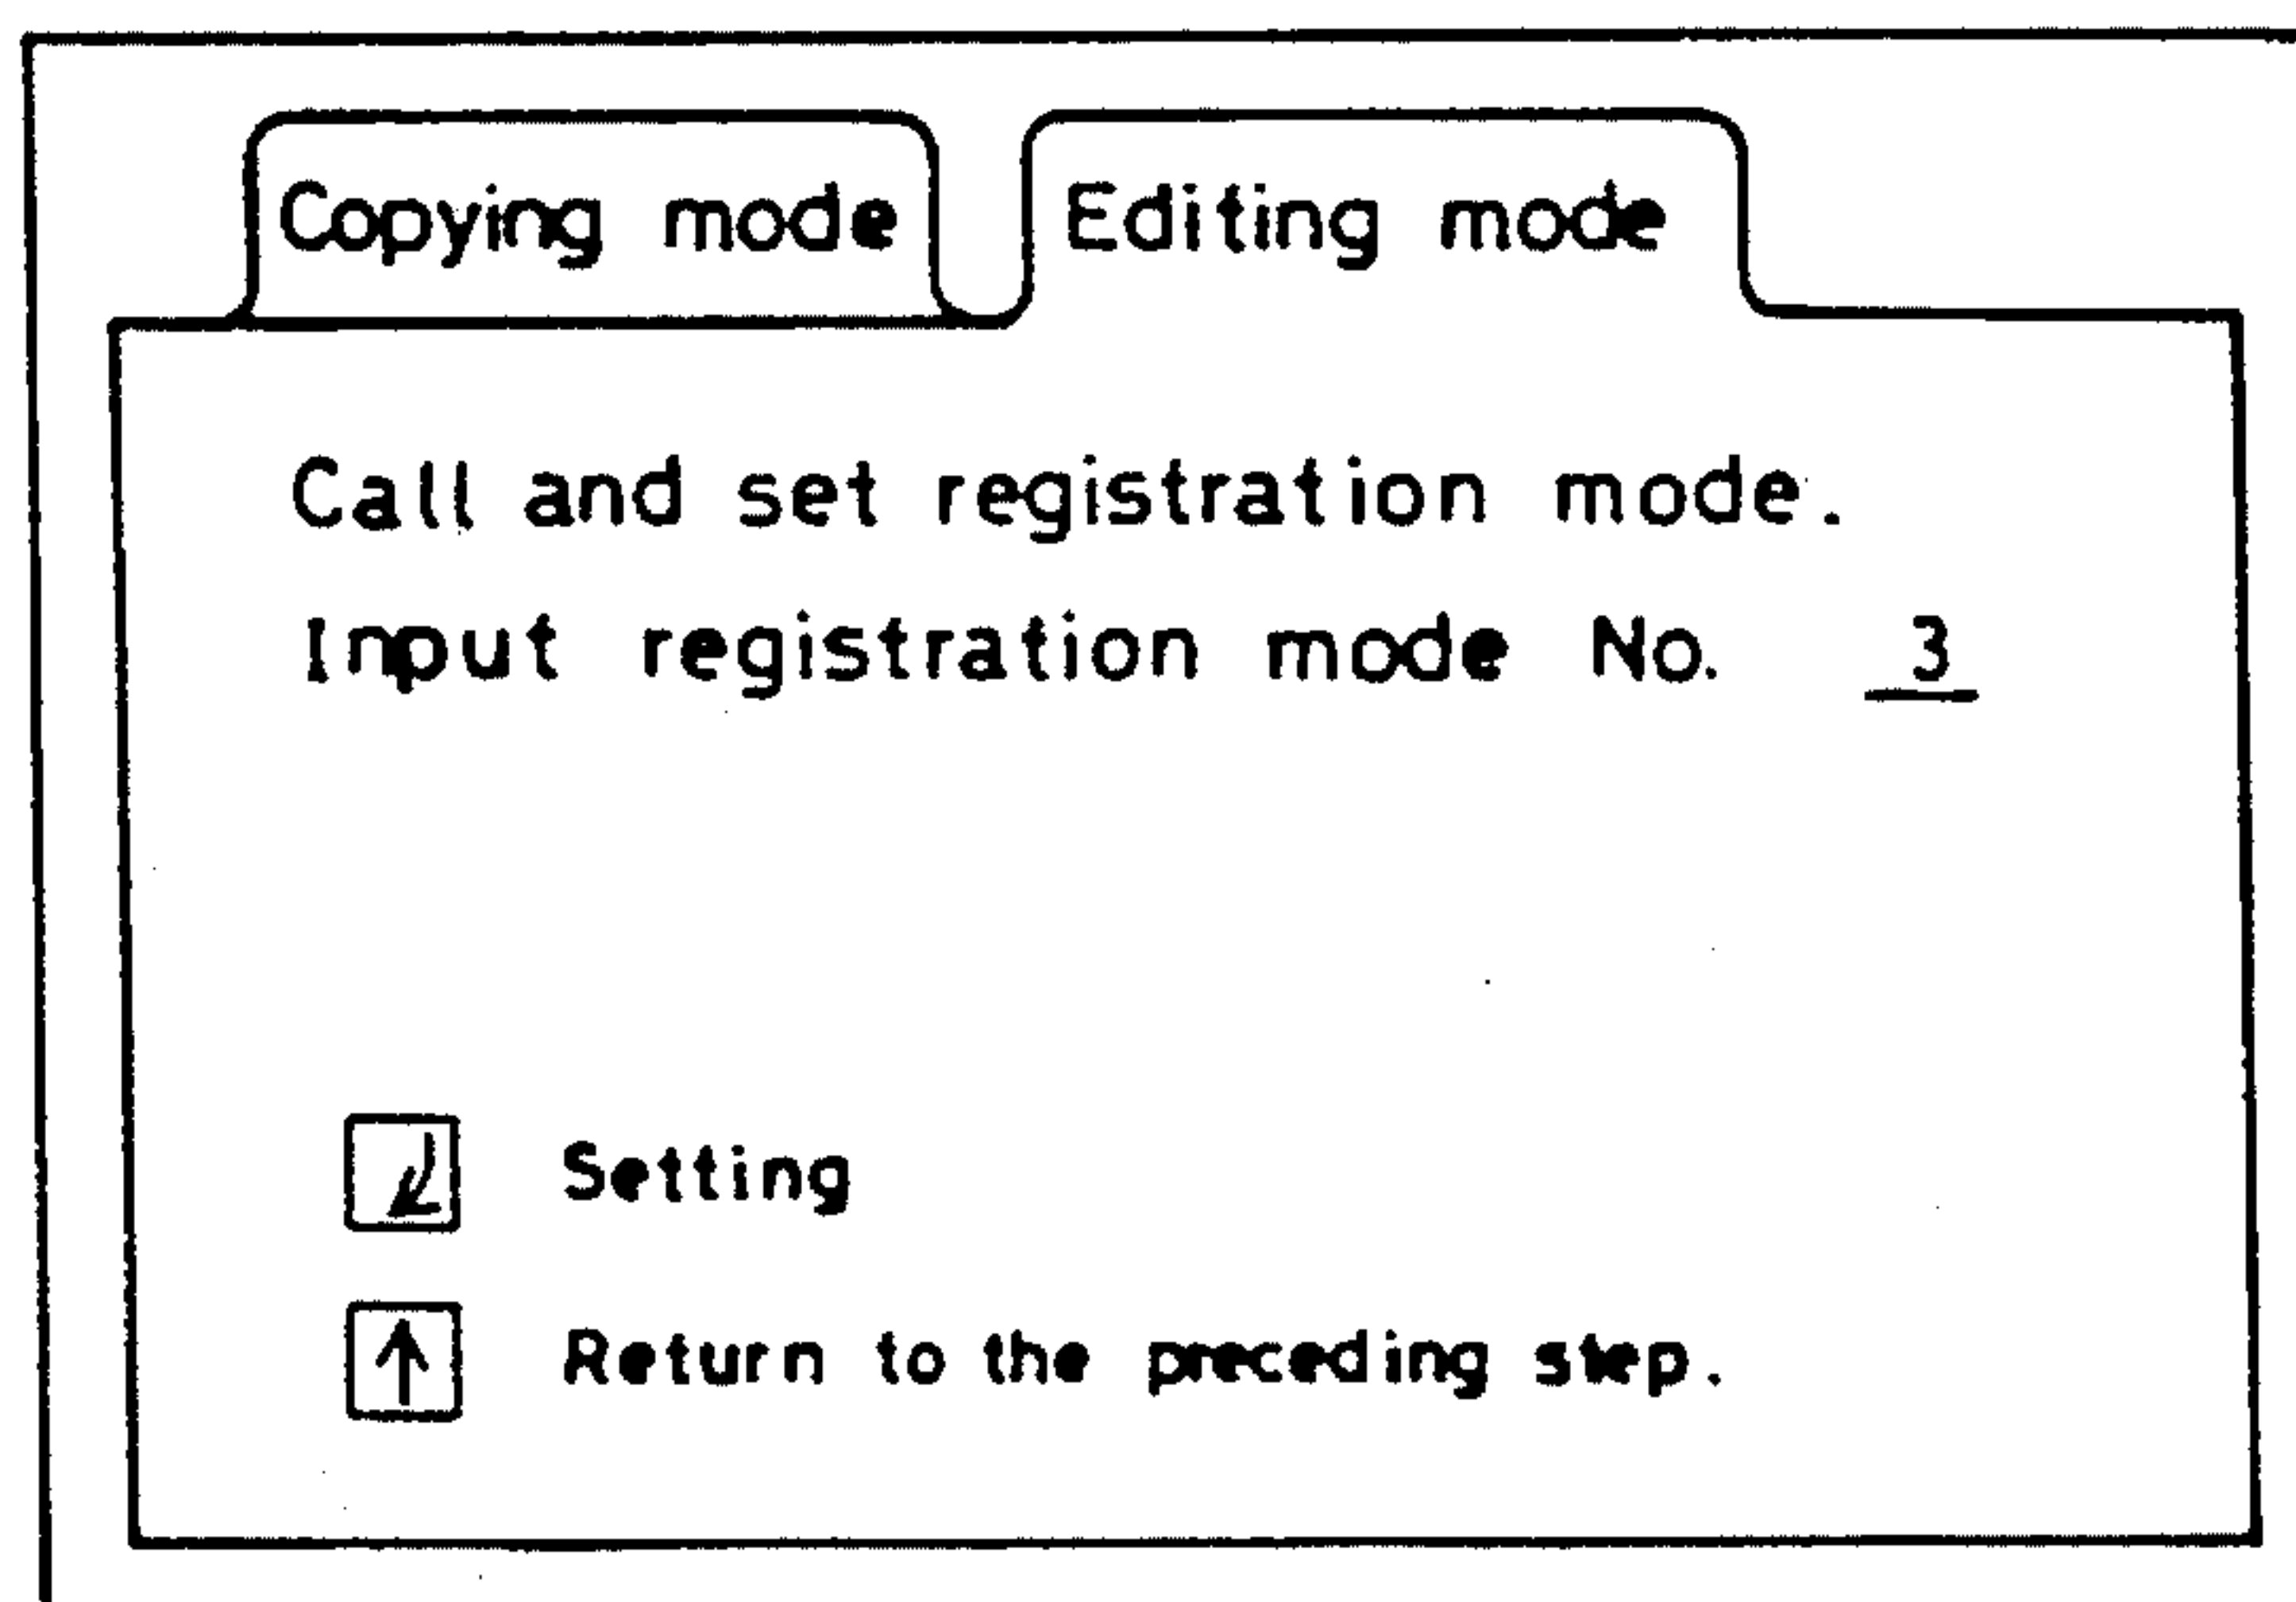 Copying mode Editing mode
Call and set registration mode.
Input registration mode No. 3
Setting
Return to the preceding step.